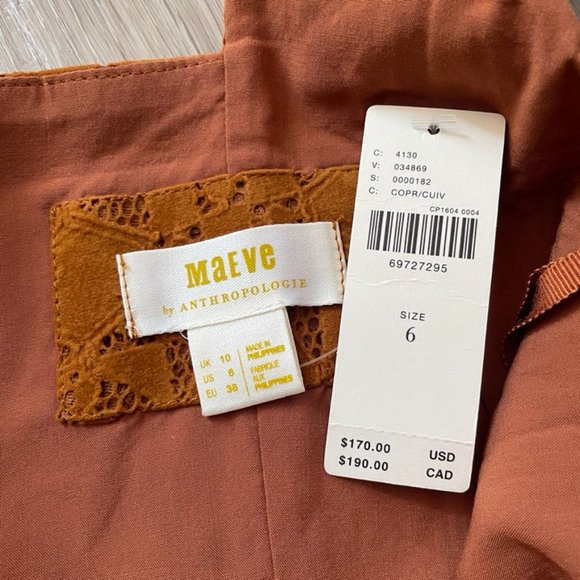 MaEve
by ANTHROPOLOGIE
UK 10
US 6
EU 38
MADE IN
PHILIPPINES
FABRIQUÉ
AUX
PHILIPPINES
C: 4130
V: 034869
S: 0000182
C: COPR/CUIV
CP1604 0004
69727295
SIZE
6
$170.00 USD
$190.00 CAD